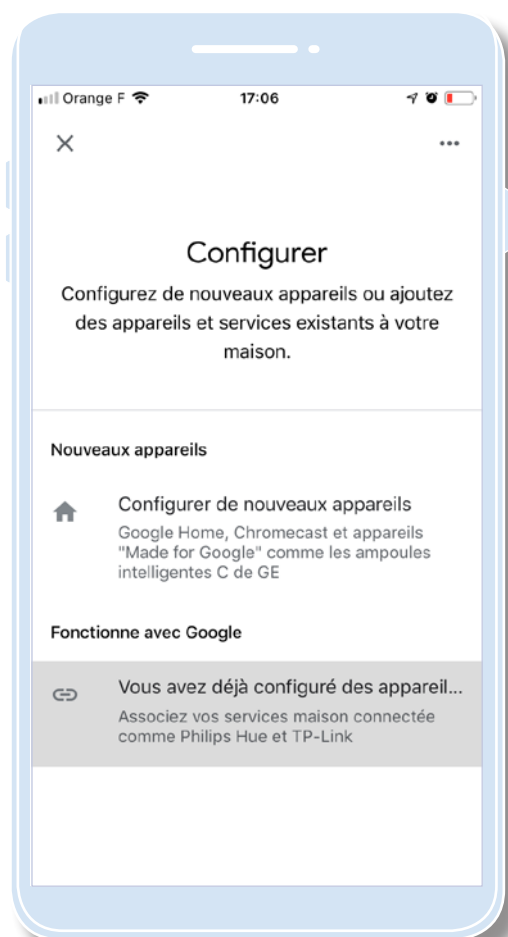 Orange F 17:06
Configurer
Configurez de nouveaux appareils ou ajoutez
des appareils et services existants à votre
maison.
Nouveaux appareils
Configurer de nouveaux appareils
Google Home, Chromecast et appareils
"Made for Google" comme les ampoules
intelligentes C de GE
Fonctionne avec Google
Vous avez déjà configuré des appareil...
Associez vos services maison connectée
comme Philips Hue et TP-Link